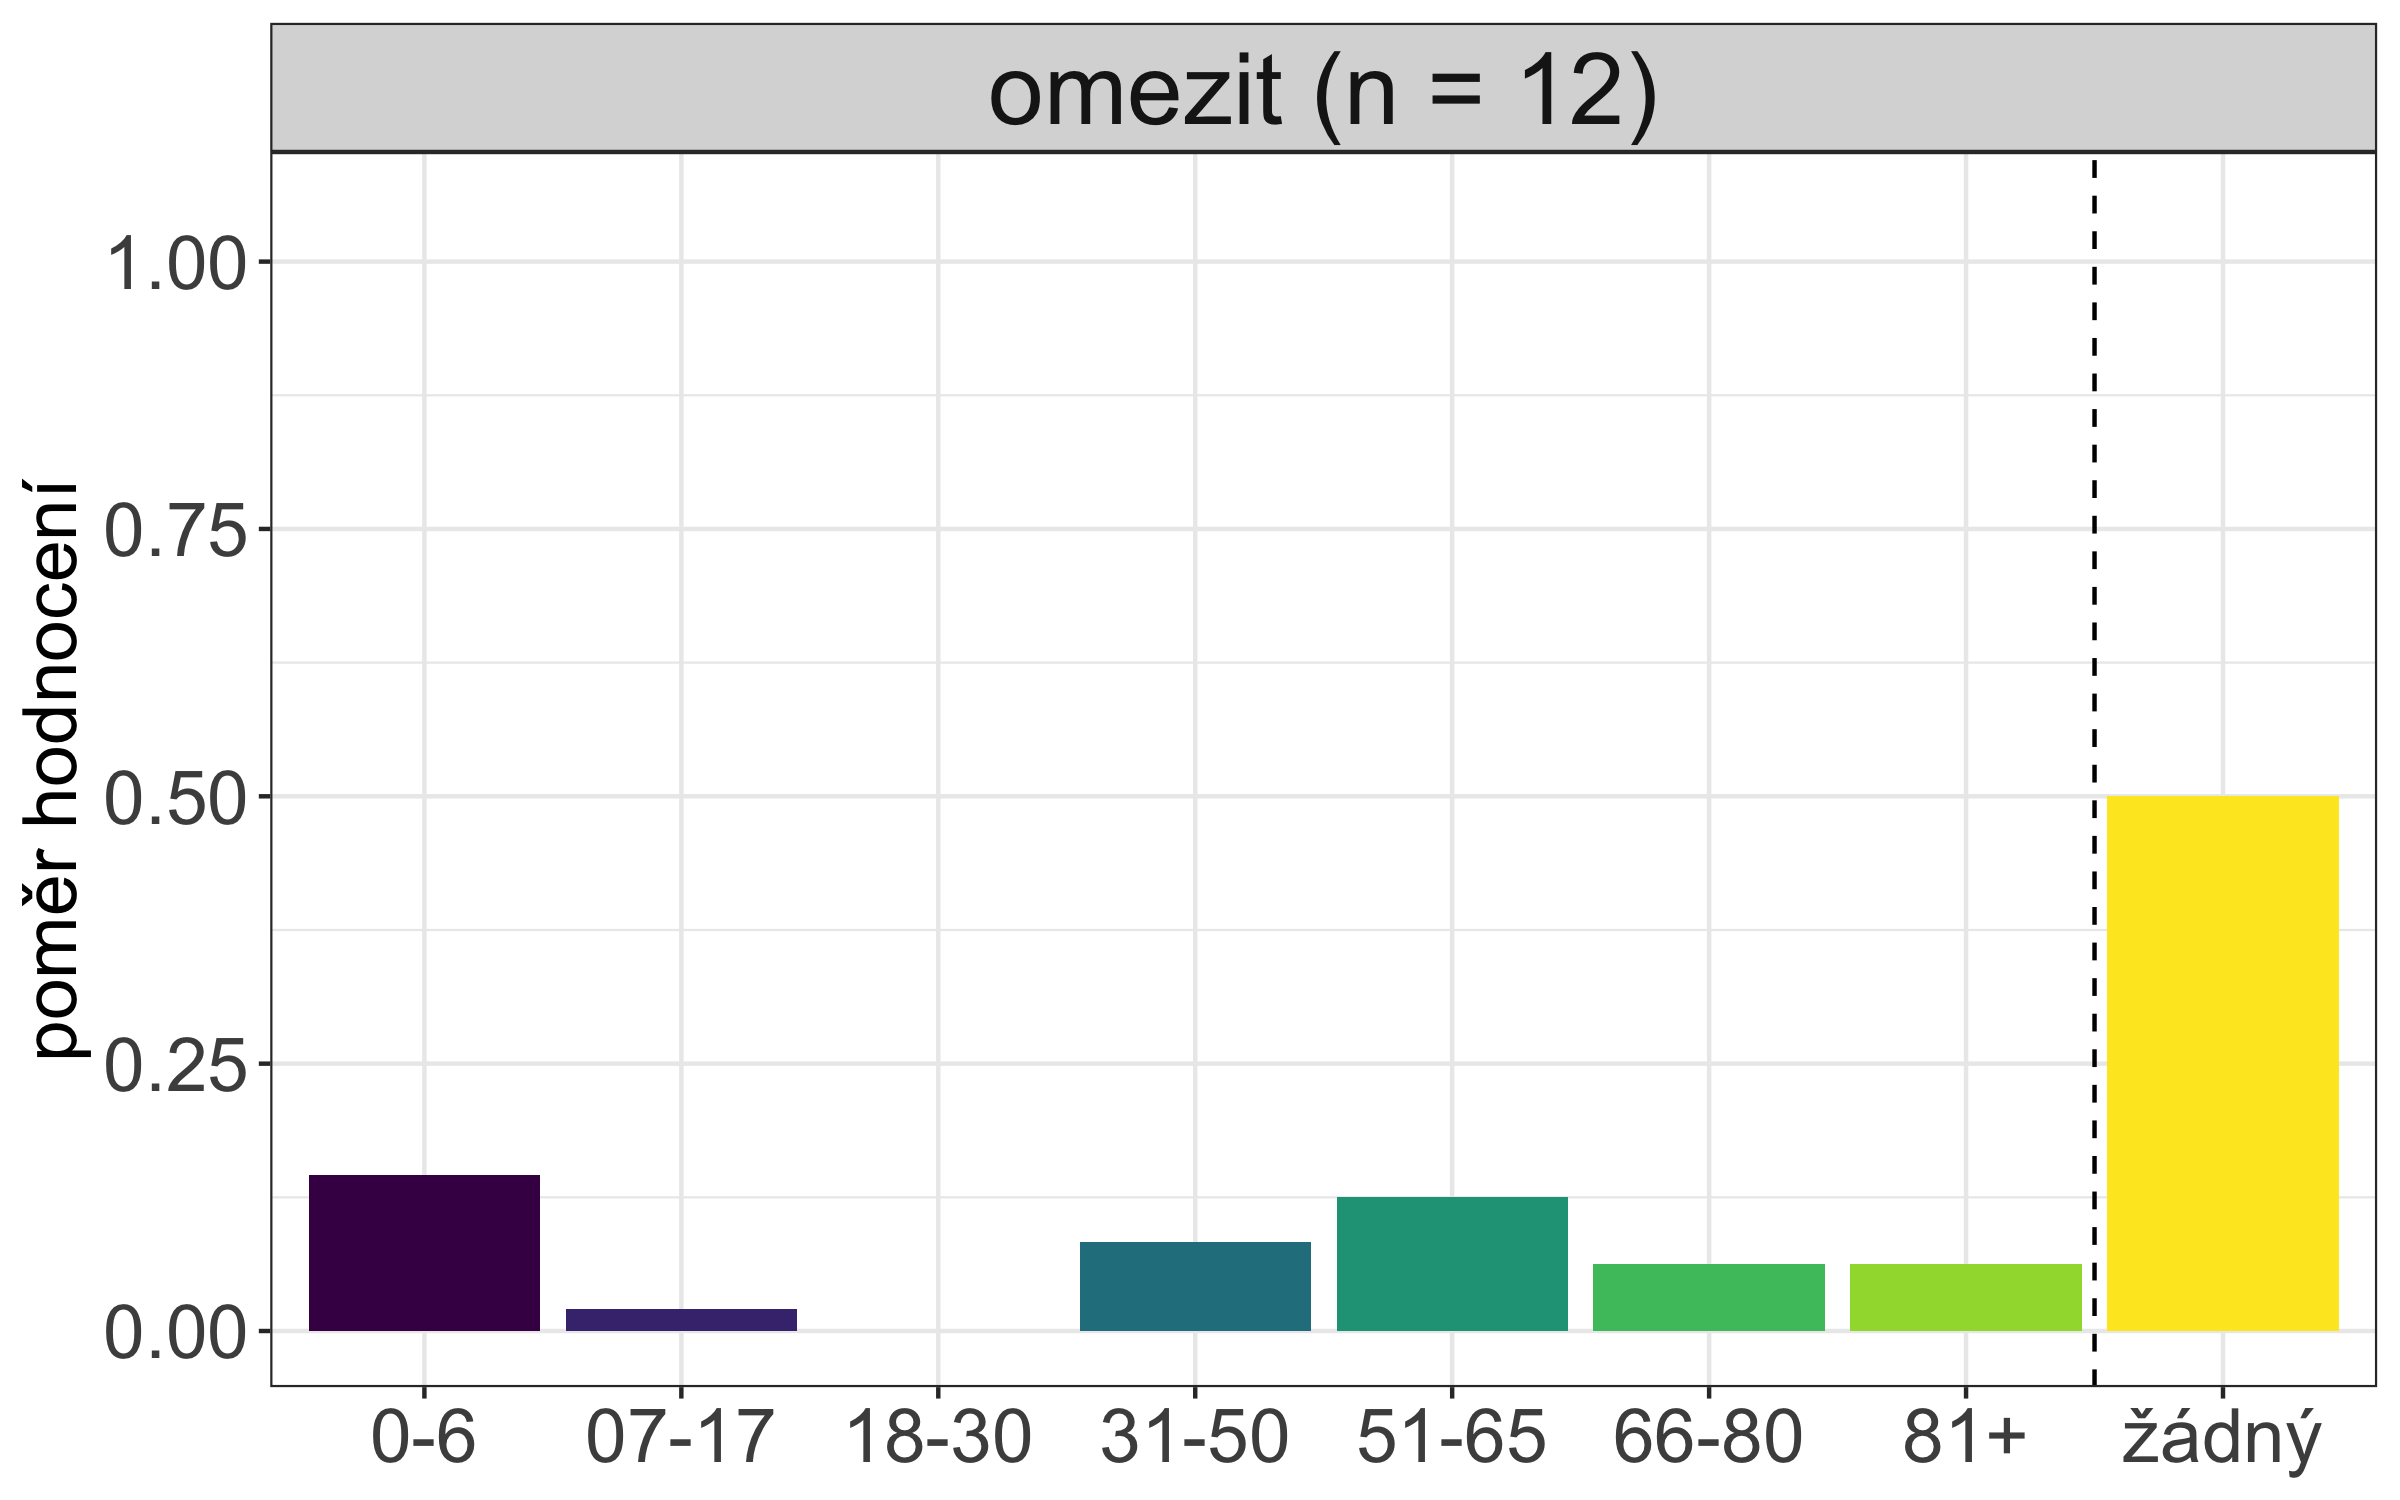 omezit (n = 12)
poměr hodnocení
1.00
0.75
0.50
0.25
0.00
0-6 07-17 18-30 31-50 51-65 66-80 81+ žádný